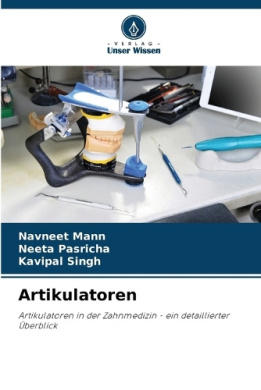 VERLAG
Unser Wissen
Navneet Mann
Neeta Pasricha
Kavipal Singh
Artikulatoren
Artikulatoren in der Zahnmedizin - ein detaillierter
Überblick